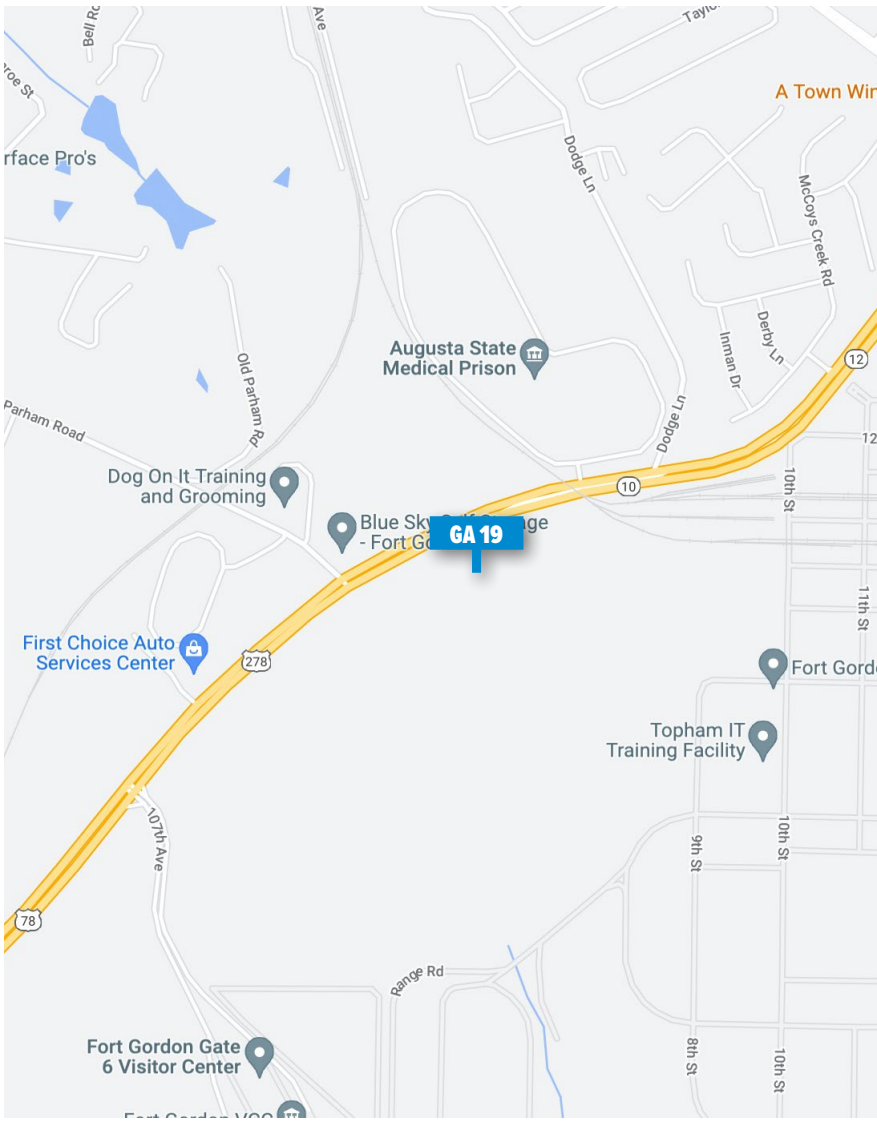 Bell Rd
Ave
Taylo
roe St
A Town Win
rface Pro's
Dodge Ln
McCoys Creek Rd
Derby Ln
Inman Dr
12
Augusta State
Medical Prison
Old Parham Rd
Parham Road
Dodge Ln
12
Dog On It Training
and Grooming
10
10th St
Blue Sky
- Fort Go
GA 19
11th St
First Choice Auto
Services Center
278
Fort Gord
Topham IT
Training Facility
107th Ave
9th St
10th St
78
Range Rd
Fort Gordon Gate
6 Visitor Center
8th St
10th St